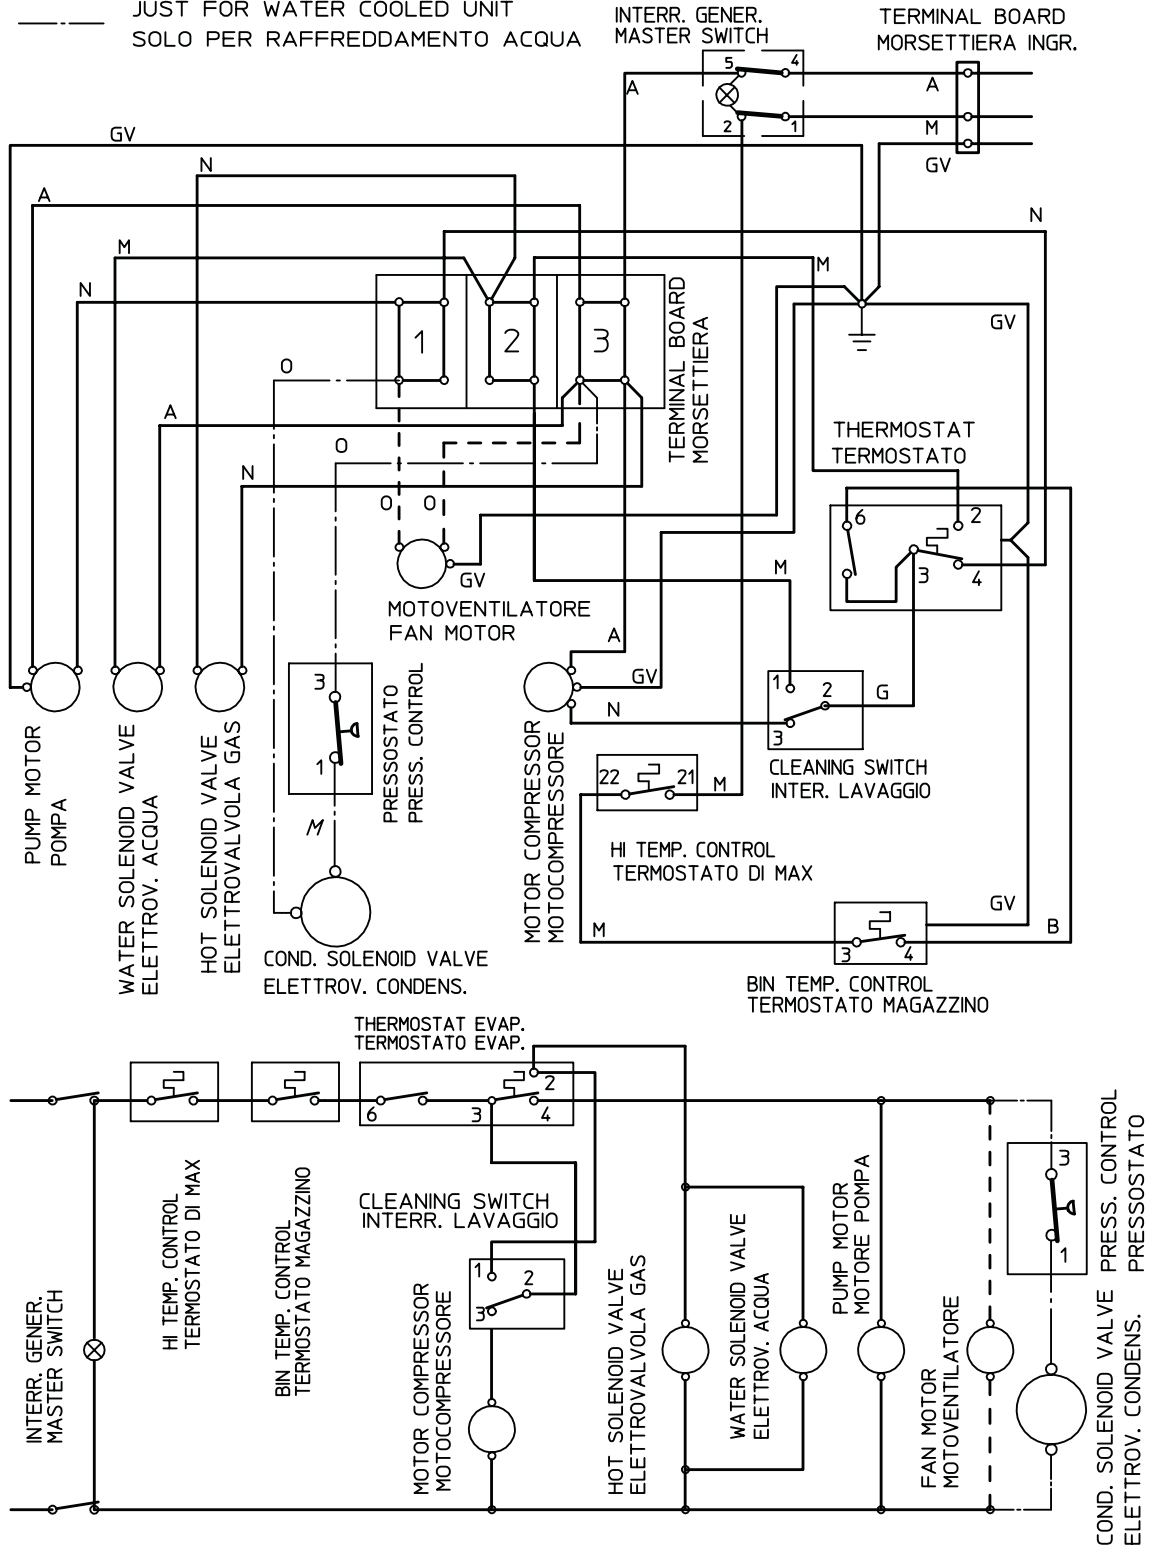 JUST FOR WATER COOLED UNIT
SOLO PER RAFFREDDAMENTO ACQUA
INTERR. GENER.
MASTER SWITCH
TERMINAL BOARD
MORSETTIERA INGR.
5
4
A
A
2
1
M
GV
GV
N
A
N
M
M
N
GV
1
2
3
TERMINAL BOARD
MORSETTIERA
O
A
O
N
THERMOSTAT
TERMOSTATO
O
O
6
2
3
4
GV
M
MOTOVENTILATORE
FAN MOTOR
A
GV
N
3
1
PRESSOSTATO
PRESS. CONTROL
1
2
3
G
CLEANING SWITCH
INTER. LAVAGGIO
22
21
M
HI TEMP. CONTROL
TERMOSTATO DI MAX
PUMP MOTOR
POMPA
WATER SOLENOID VALVE
ELETTROV. ACQUA
HOT SOLENOID VALVE
ELETTROVALVOLA GAS
M
MOTOR COMPRESSOR
MOTOCOMPRESSORE
M
GV
B
3
4
COND. SOLENOID VALVE
ELETTROV. CONDENS.
BIN TEMP. CONTROL
TERMOSTATO MAGAZZINO
THERMOSTAT EVAP.
TERMOSTATO EVAP.
2
6
3
4
INTERR. GENER.
MASTER SWITCH
HI TEMP. CONTROL
TERMOSTATO DI MAX
BIN TEMP. CONTROL
TERMOSTATO MAGAZZINO
CLEANING SWITCH
INTERR. LAVAGGIO
1
2
3
MOTOR COMPRESSOR
MOTOCOMPRESSORE
HOT SOLENOID VALVE
ELETTROVALVOLA GAS
WATER SOLENOID VALVE
ELETTROV. ACQUA
PUMP MOTOR
MOTORE POMPA
FAN MOTOR
MOTOVENTILATORE
3
1
COND. SOLENOID VALVE PRESS. CONTROL
ELETTROV. CONDENS. PRESSOSTATO